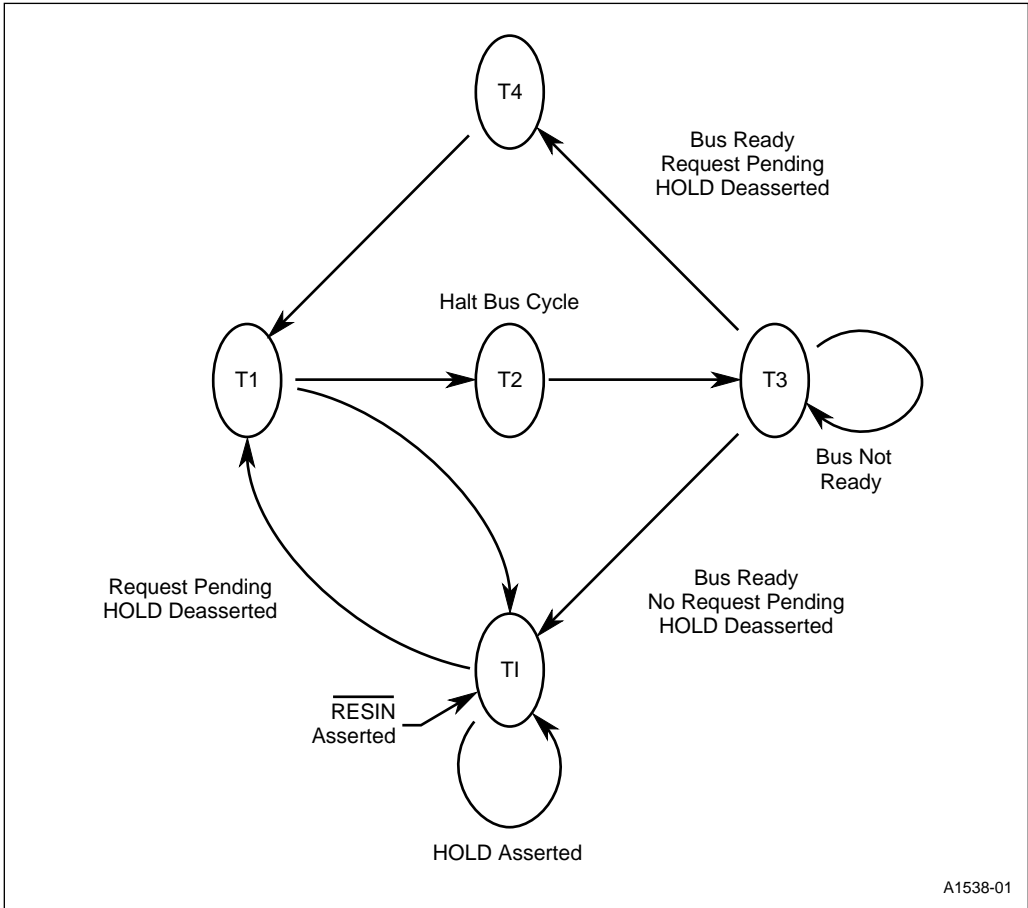 T4
Bus Ready
Request Pending
HOLD Deasserted
Halt Bus Cycle
T1
T2
T3
Bus Not
Ready
Request Pending
HOLD Deasserted
Bus Ready
No Request Pending
HOLD Deasserted
TI
RESIN
Asserted
HOLD Asserted
A1538-01